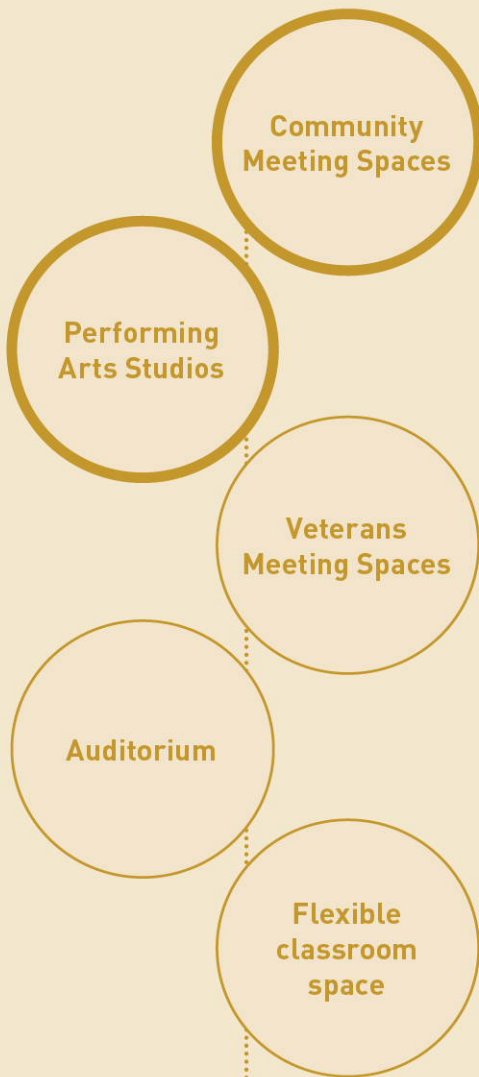 Community
Meeting Spaces
Performing
Arts Studios
Veterans
Meeting Spaces
Auditorium
Flexible
classroom
space